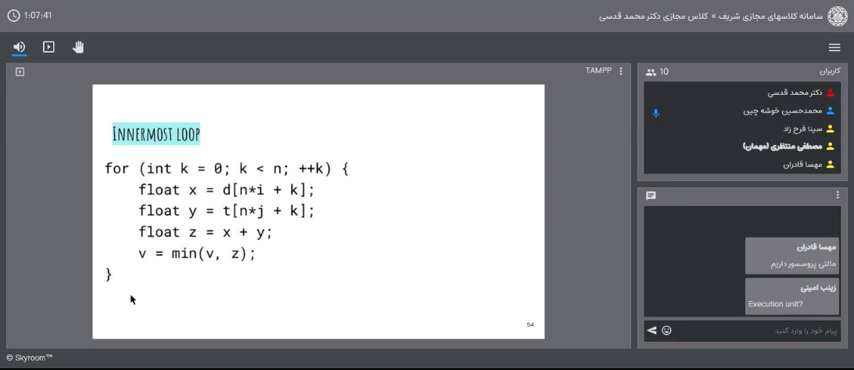 1:07:41
سامانه کلاسهای مجازی شریف » کلاس مجازی دکتر محمد قدسی
TAMPP
Innermost loop
for (int k = 0; k < n; ++k) {
float x = d[n*i + k];
float y = t[n*j + k];
float z = x + y;
v = min(v, z);
}
54
کاربران
10
دکتر محمد قدسی
محمدحسین خوشه چین
سینا فرح زاد
مصطفی منتظری (مهمان)
مهسا قادران
مهسا قادران
مالتی پروسسور داریم
زینب امینی
Execution unit?
پیام خود را وارد کنید
© Skyroom™